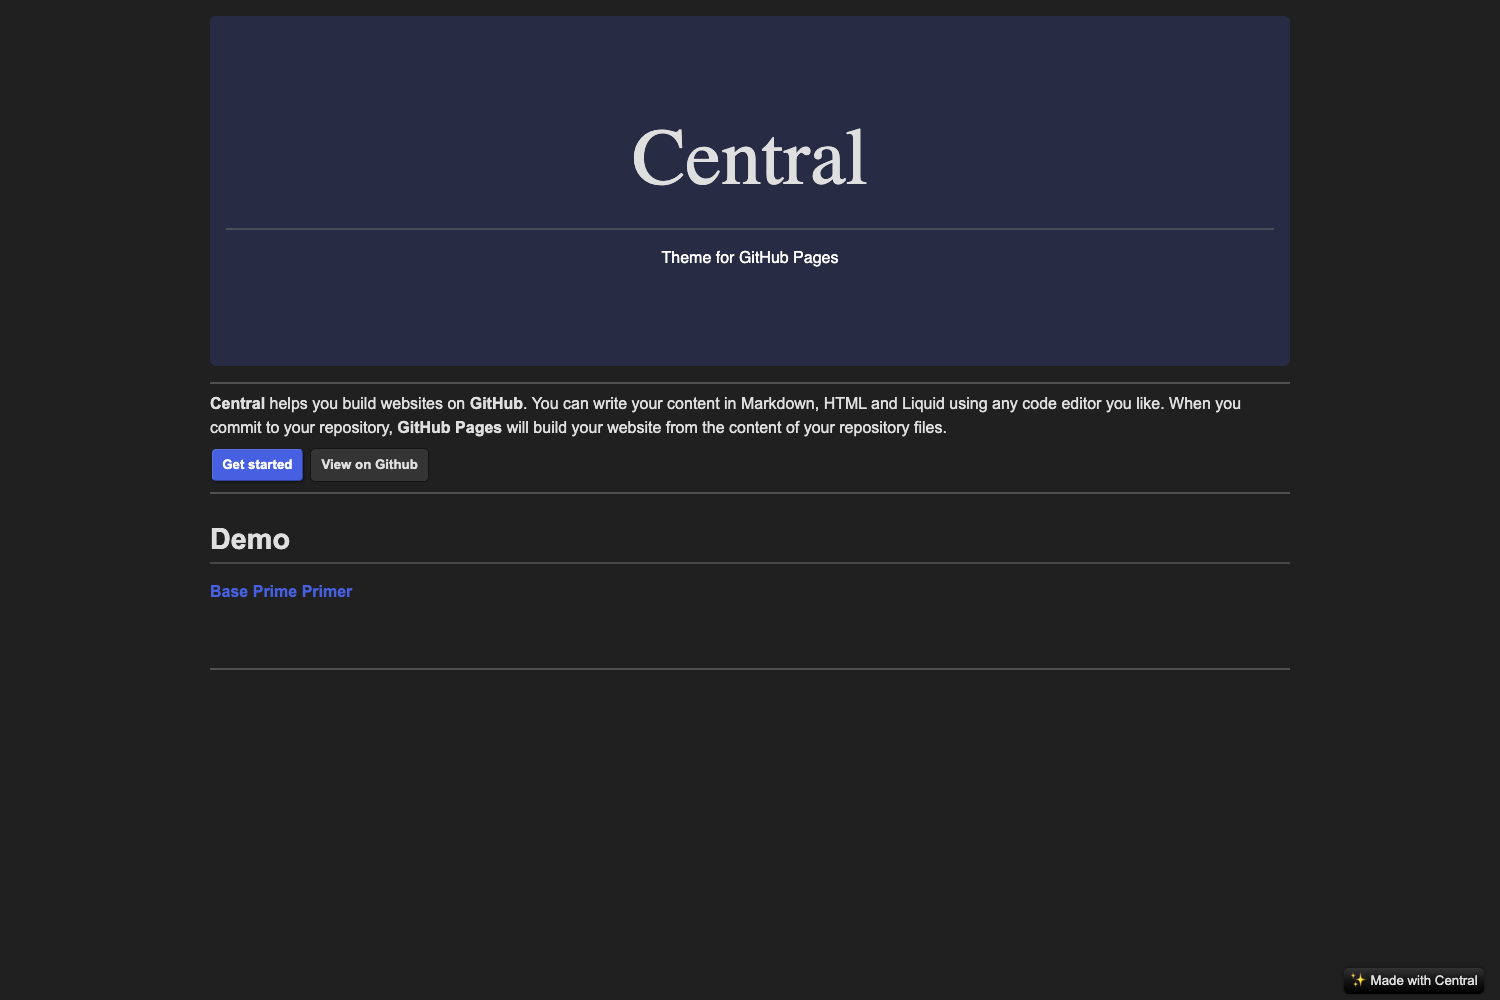 Central
Theme for GitHub Pages
Central helps you build websites on GitHub. You can write your content in Markdown, HTML and Liquid using any code editor you like. When you
commit to your repository, GitHub Pages will build your website from the content of your repository files.
Get started View on Github
Demo
Base Prime Primer
✨ Made with Central